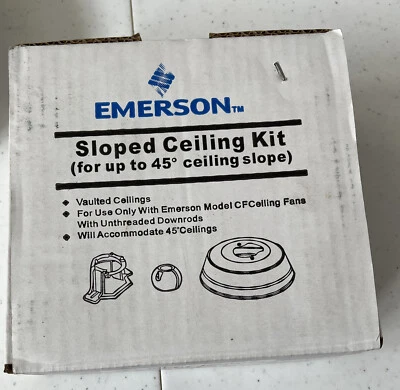 EMERSON™
Sloped Ceiling Kit
(for up to 45° ceiling slope)
◆ Vaulted Ceilings
◆ For Use Only With Emerson Model CFCeiling Fans
With Unthreaded Downrods
◆ Will Accommodate 45°Ceilings